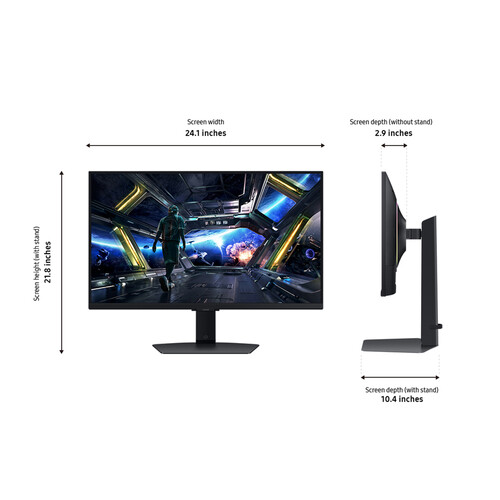 Screen width
24.1 inches
Screen depth (without stand)
2.9 inches
Screen height (with stand)
21.8 inches
Screen depth (with stand)
10.4 inches